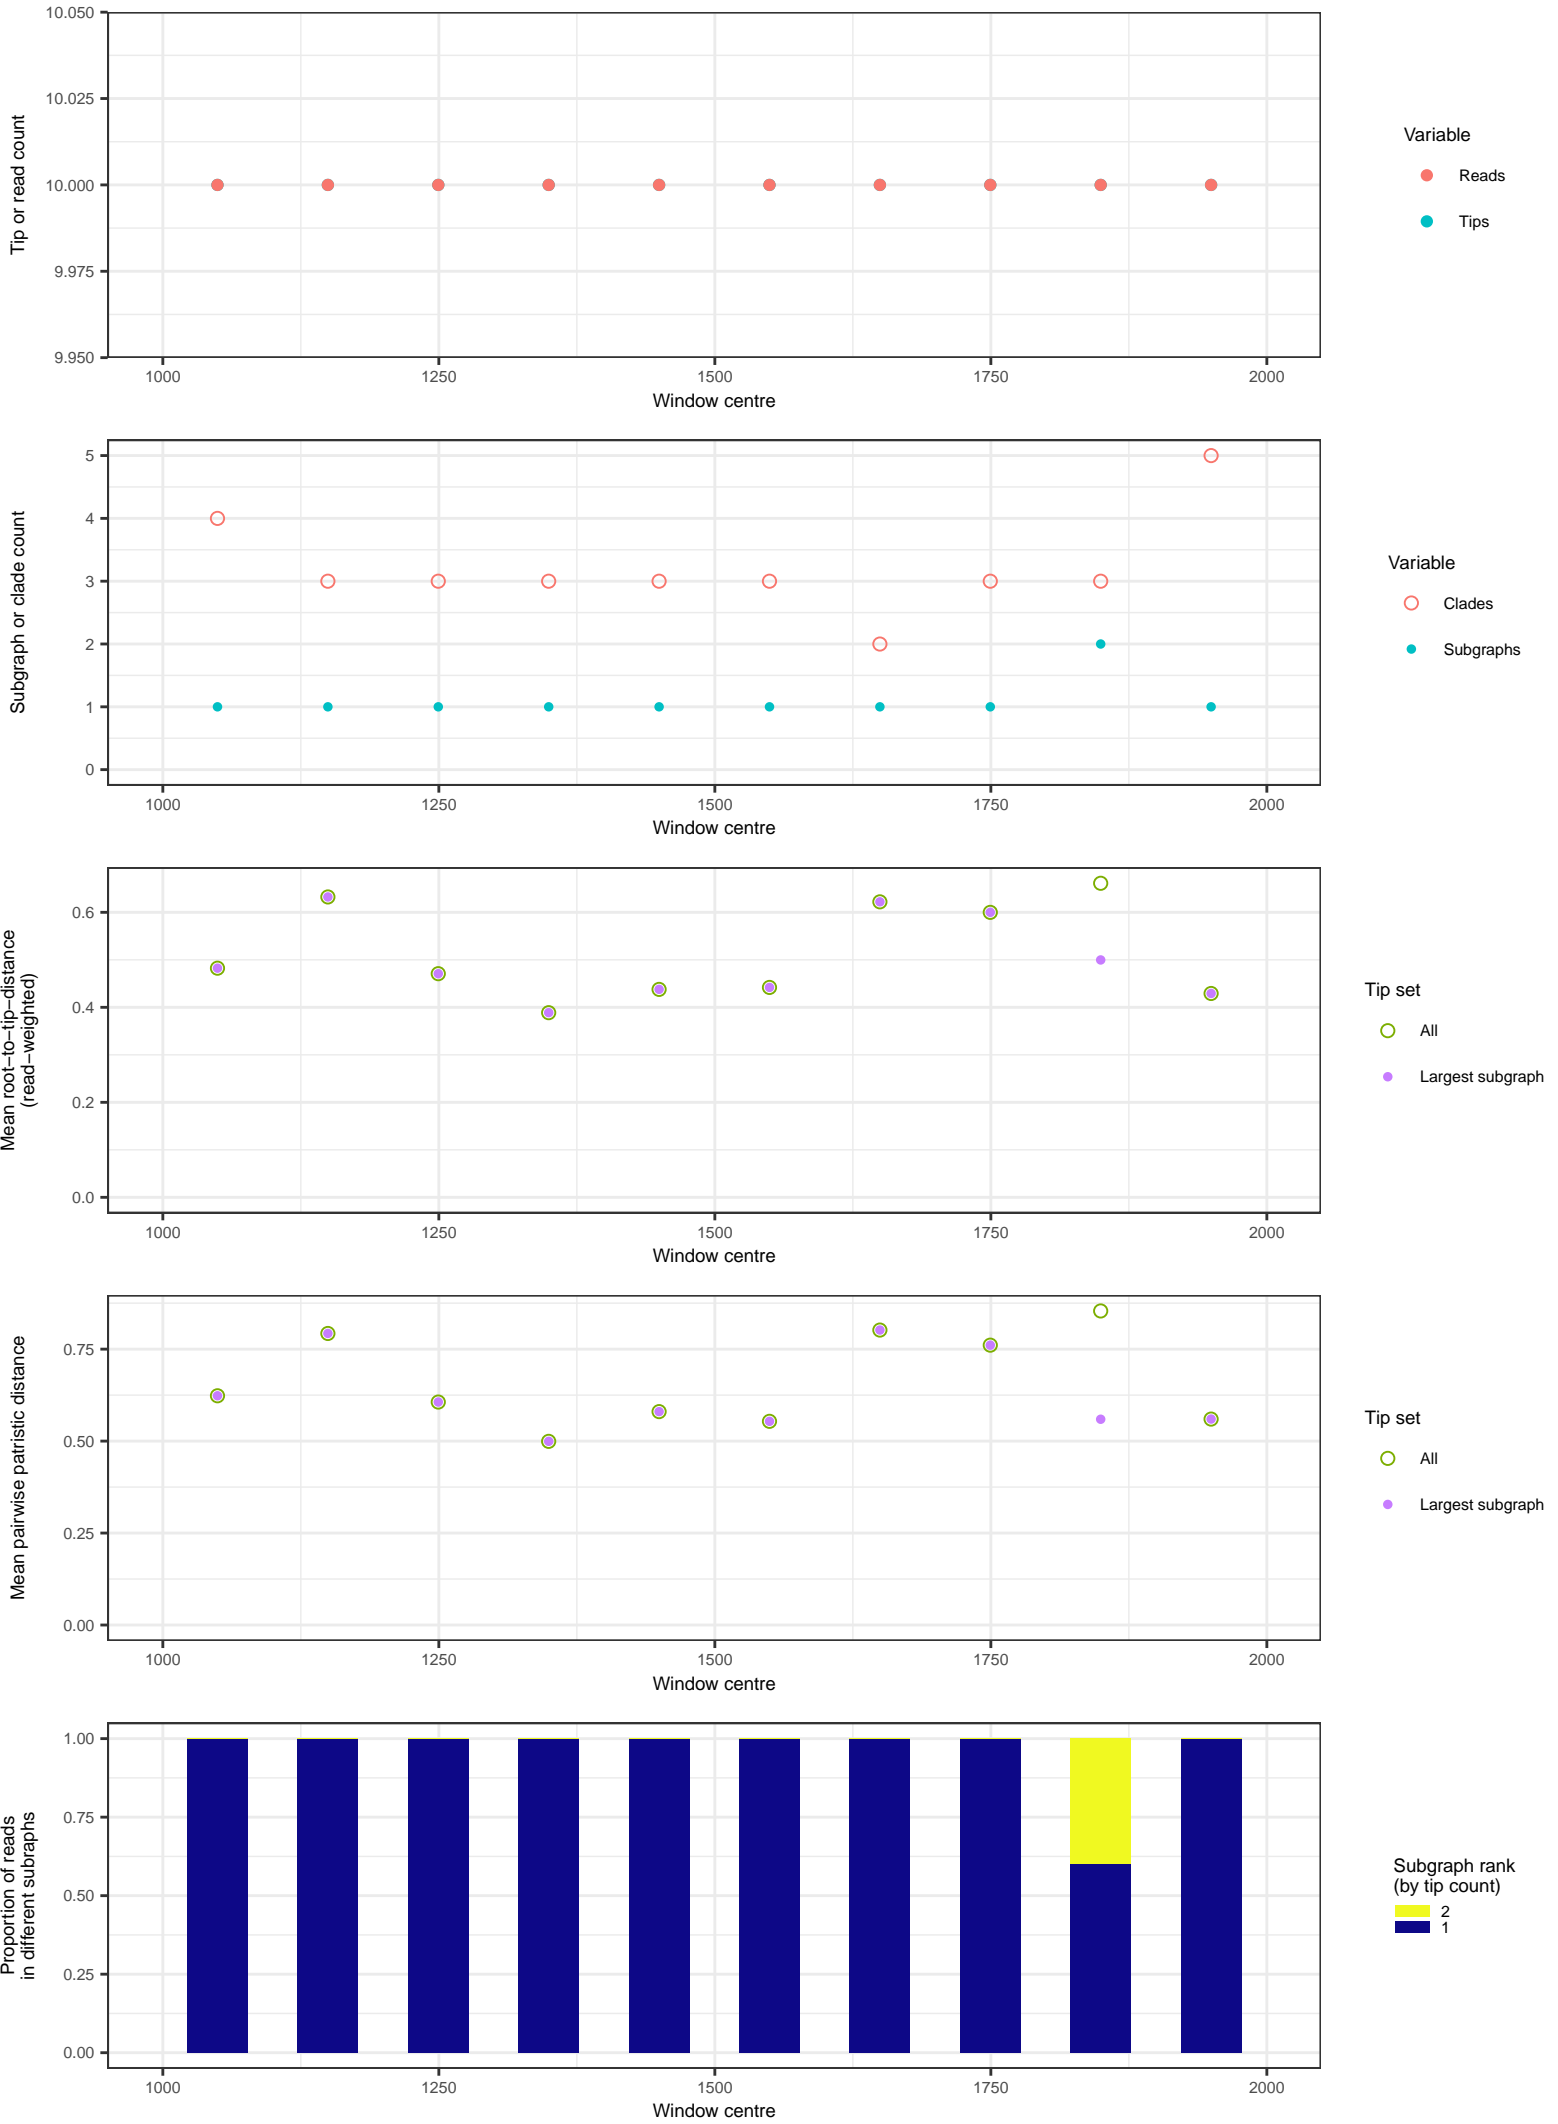 10.050
10.025
10.000
9.975
9.950
Tip or read count
1000 1250 1500 1750 2000
Window centre
Variable
Reads
Tips
5
4
3
2
1
0
Subgraph or clade count
1000 1250 1500 1750 2000
Window centre
Variable
Clades
Subgraphs
0.6
0.4
0.2
0.0
Mean root−to−tip−distance
(read−weighted)
1000 1250 1500 1750 2000
Window centre
Tip set
All
Largest subgraph
0.75
0.50
0.25
0.00
Mean pairwise patristic distance
1000 1250 1500 1750 2000
Window centre
Tip set
All
Largest subgraph
1.00
0.75
0.50
0.25
0.00
Proportion of reads
in different subraphs
1000 1250 1500 1750 2000
Window centre
Subgraph rank
(by tip count)
2
1